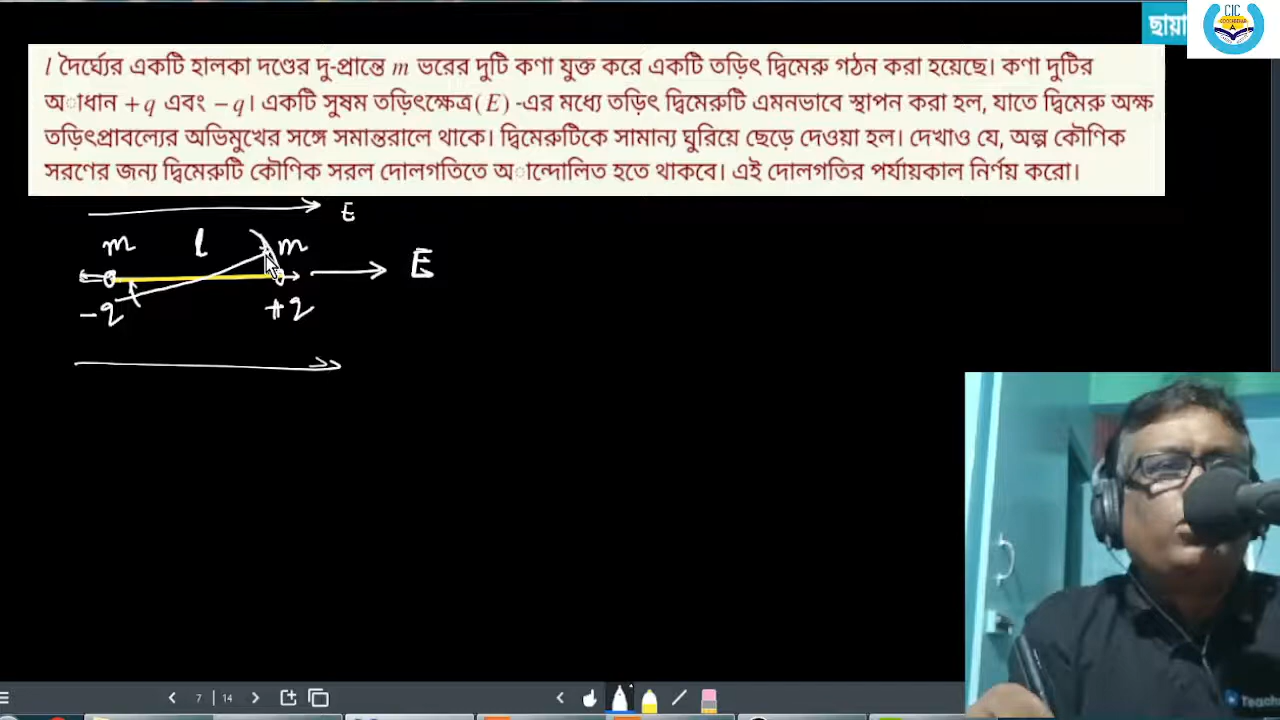 ছায়া
CIC
l দৈর্ঘ্যের একটি হালকা দণ্ডের দু-প্রান্তে m ভরের দুটি কণা যুক্ত করে একটি তড়িৎ দ্বিমেরু গঠন করা হয়েছে। কণা দুটির
অাধান +q এবং −q। একটি সুষম তড়িৎক্ষেত্র(E) -এর মধ্যে তড়িৎ দ্বিমেরুটি এমনভাবে স্থাপন করা হল, যাতে দ্বিমেরু অক্ষ
তড়িৎপ্রাবল্যের অভিমুখের সঙ্গে সমান্তরালে থাকে। দ্বিমেরুটিকে সামান্য ঘুরিয়ে ছেড়ে দেওয়া হল। দেখাও যে, অল্প কৌণিক
সরণের জন্য দ্বিমেরুটি কৌণিক সরল দোলগতিতে অান্দোলিত হতে থাকবে। এই দোলগতির পর্যায়কাল নির্ণয় করো।
E
m l m
E
−q +q
7 | 14
Teach